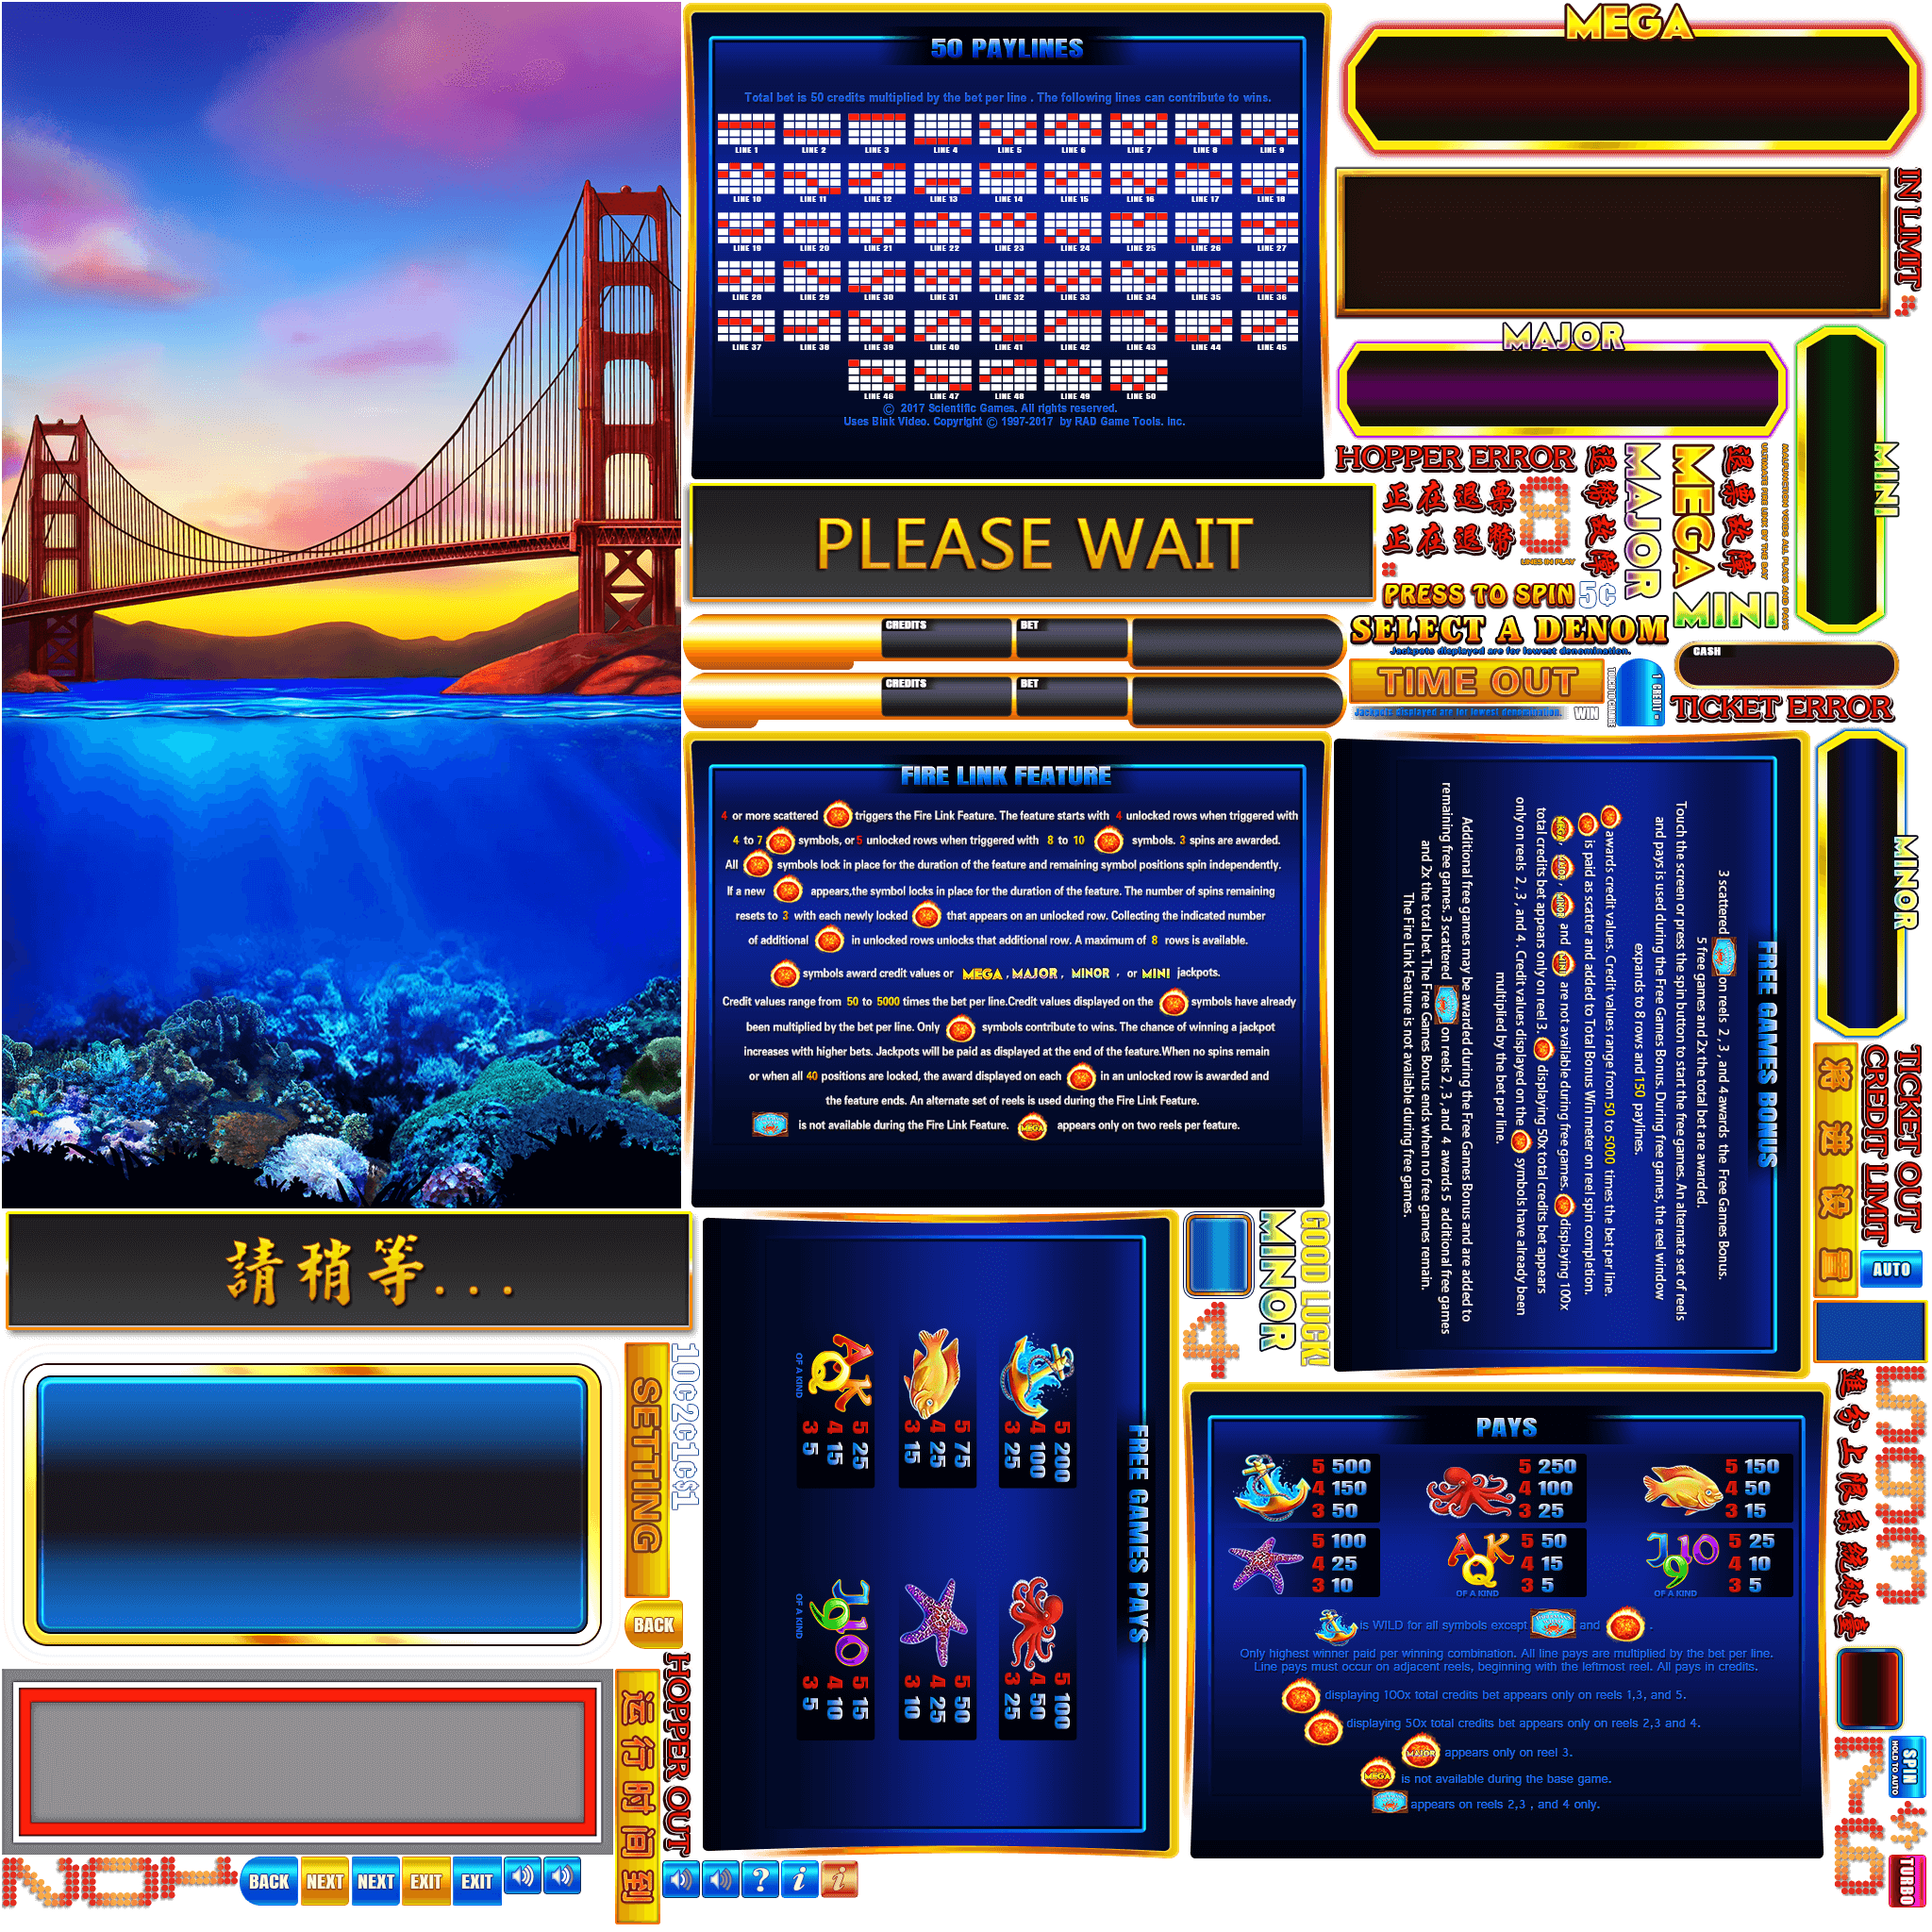 50 PAYLINES
Total bet is 50 credits multiplied by the bet per line . The following lines can contribute to wins.
LINE 1 LINE 2 LINE 3 LINE 4 LINE 5 LINE 6 LINE 7 LINE 8 LINE 9
LINE 10 LINE 11 LINE 12 LINE 13 LINE 14 LINE 15 LINE 16 LINE 17 LINE 18
LINE 19 LINE 20 LINE 21 LINE 22 LINE 23 LINE 24 LINE 25 LINE 26 LINE 27
LINE 28 LINE 29 LINE 30 LINE 31 LINE 32 LINE 33 LINE 34 LINE 35 LINE 36
LINE 37 LINE 38 LINE 39 LINE 40 LINE 41 LINE 42 LINE 43 LINE 44 LINE 45
LINE 46 LINE 47 LINE 48 LINE 49 LINE 50
© 2017 Scientific Games. All rights reserved.
Uses Bink Video. Copyright © 1997-2017 by RAD Game Tools. Inc.
MEGA
IN LIMIT
MAJOR
MINI
HOPPER ERROR
正在退票
正在退幣
8
LINES IN PLAY
退幣故障
MAJOR
MEGA
退票故障
ULTIMATE FIRE LINK BY THE BAY
MALFUNCTION VOIDS ALL PLAYS AND PAYS
PRESS TO SPIN
5¢
MINI
SELECT A DENOM
Jackpots displayed are for lowest denomination.
PLEASE WAIT
CREDITS BET
CREDITS BET
TIME OUT
Jackpots displayed are for lowest denomination.
WIN
TOUCH TO CHANGE
1 CREDIT =
CASH
TICKET ERROR
FIRE LINK FEATURE
4 or more scattered triggers the Fire Link Feature. The feature starts with 4 unlocked rows when triggered with
4 to 7 symbols, or 5 unlocked rows when triggered with 8 to 10 symbols. 3 spins are awarded.
All symbols lock in place for the duration of the feature and remaining symbol positions spin independently.
If a new appears,the symbol locks in place for the duration of the feature. The number of spins remaining
resets to 3 with each newly locked that appears on an unlocked row. Collecting the indicated number
of additional in unlocked rows unlocks that additional row. A maximum of 8 rows is available.
symbols award credit values or MEGA , MAJOR , MINOR , or MINI jackpots.
Credit values range from 50 to 5000 times the bet per line.Credit values displayed on the symbols have already
been multiplied by the bet per line. Only symbols contribute to wins. The chance of winning a jackpot
increases with higher bets. Jackpots will be paid as displayed at the end of the feature.When no spins remain
or when all 40 positions are locked, the award displayed on each in an unlocked row is awarded and
the feature ends. An alternate set of reels is used during the Fire Link Feature.
is not available during the Fire Link Feature. MEGA appears only on two reels per feature.
FREE GAMES BONUS
3 scattered on reels 2, 3, and 4 awards the Free Games Bonus.
5 free games and 2x the total bet are awarded.
Touch the screen or press the spin button to start the free games. An alternate set of reels
and pays is used during the Free Games Bonus. During free games, the reel window
expands to 8 rows and 150 paylines.
awards credit values. Credit values range from 50 to 5000 times the bet per line.
is paid as scatter and added to Total Bonus Win meter on reel spin completion.
MEGA, MAJOR, MINOR and MINI are not available during free games. displaying 100x
total credits bet appears only on reel 3. displaying 50x total credits bet appears
only on reels 2 , 3 , and 4. Credit values displayed on the symbols have already been
multiplied by the bet per line.
Additional free games may be awarded during the Free Games Bonus and are added to
remaining free games. 3 scattered on reels 2 , 3 , and 4 awards 5 additional free games
and 2x the total bet. The Free Games Bonus ends when no free games remain.
The Fire Link Feature is not available during free games.
MINOR
TICKET OUT
CREDIT LIMIT
将进设置
AUTO
請稍等...
SETTING
10¢2¢1¢$1
BACK
HOPPER OUT
运行时间到
FREE GAMES PAYS
5 200
4 100
3 25
5 75
4 25
3 15
AKQ
OF A KIND
5 25
4 15
3 5
5 100
4 50
3 25
5 50
4 25
3 10
J109
OF A KIND
5 15
4 10
3 5
MINOR
GOOD LUCK!
4
PAYS
5 500
4 150
3 50
5 250
4 100
3 25
5 150
4 50
3 15
5 100
4 25
3 10
AKQ
OF A KIND
5 50
4 15
3 5
J109
OF A KIND
5 25
4 10
3 5
is WILD for all symbols except and .
Only highest winner paid per winning combination. All line pays are multiplied by the bet per line.
Line pays must occur on adjacent reels, beginning with the leftmost reel. All pays in credits.
displaying 100x total credits bet appears only on reels 1,3, and 5.
displaying 50x total credits bet appears only on reels 2,3 and 4.
MAJOR appears only on reel 3.
MEGA is not available during the base game.
appears on reels 2,3 , and 4 only.
SPIN
HOLD TO AUTO
TURBO
BACK NEXT NEXT EXIT EXIT
? i i